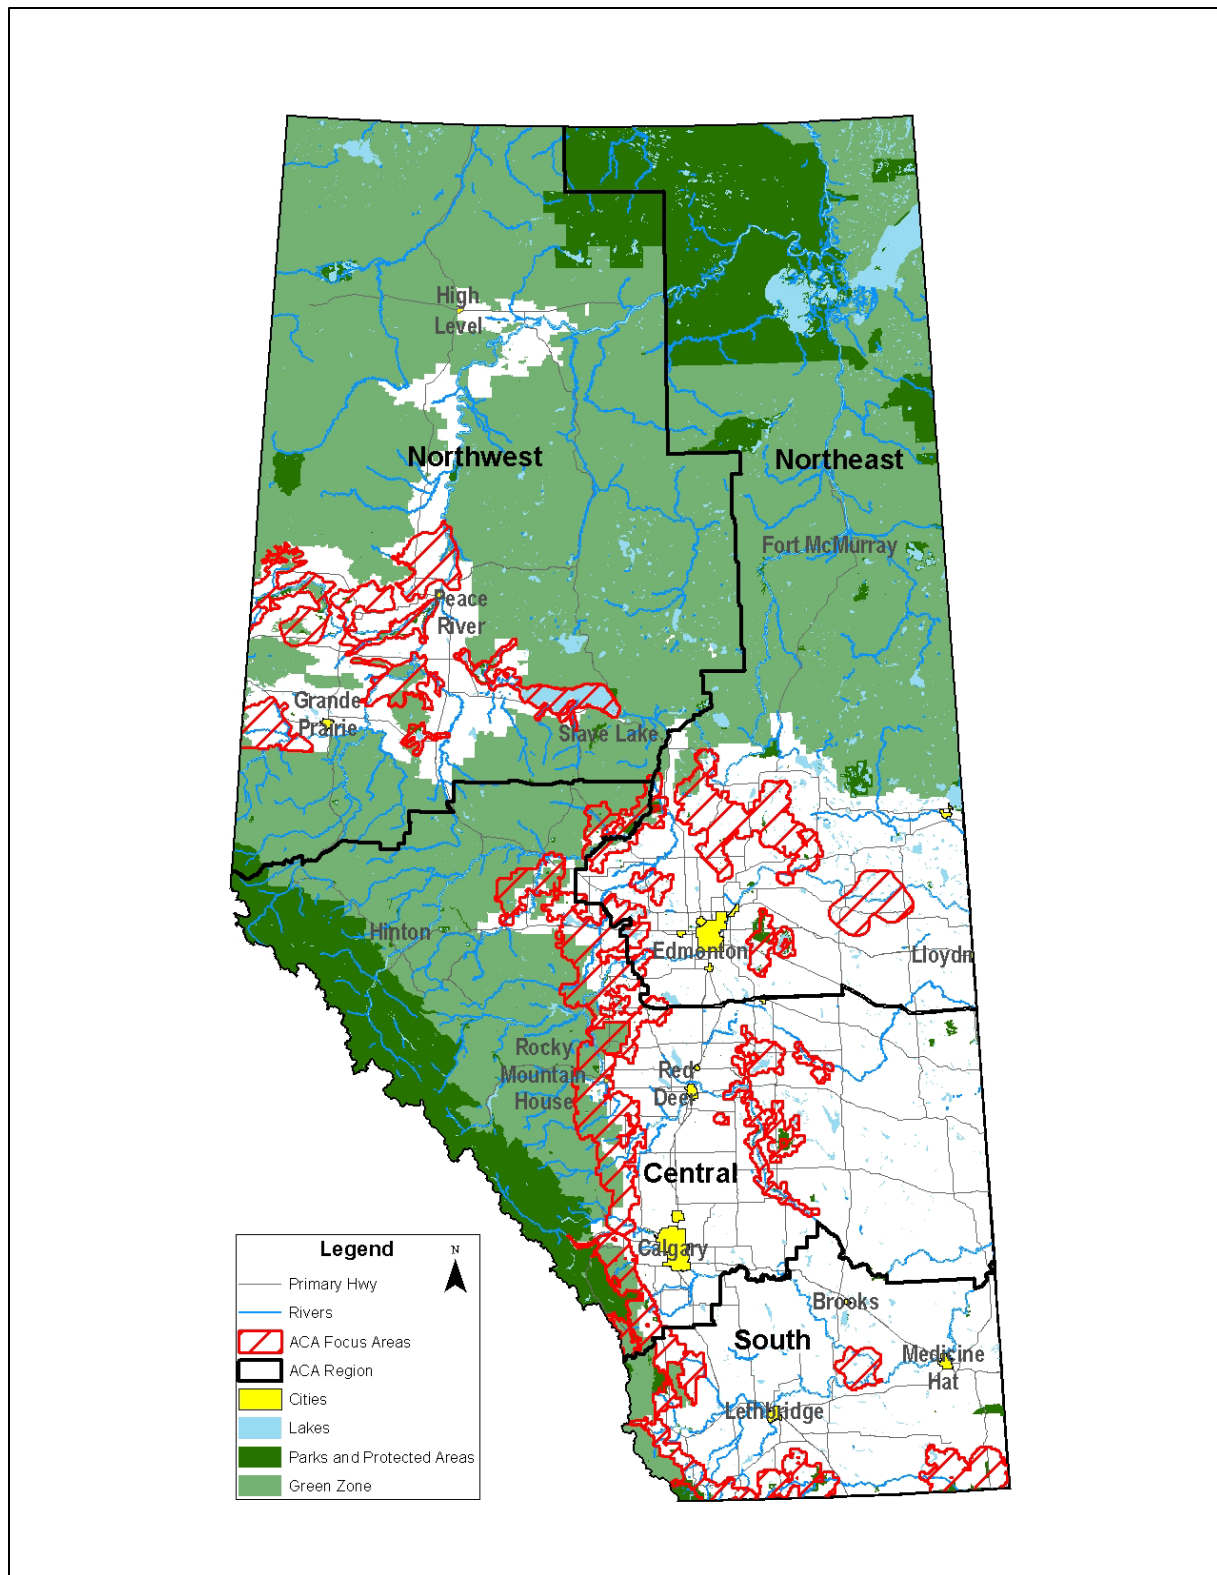 High
Level
Northwest
Northeast
Fort McMurray
Peace
River
Grande
Prairie
Slave Lake
Hinton
Edmonton
Lloydm
Rocky
Mountain
House
Red
Deer
Central
Calgary
Brooks
South
Medicine
Hat
Lethbridge
Legend
N
Primary Hwy
Rivers
ACA Focus Areas
ACA Region
Cities
Lakes
Parks and Protected Areas
Green Zone